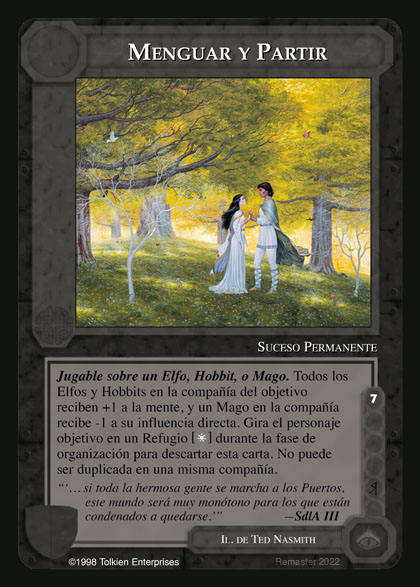 Menguar y Partir
Suceso Permanente
Jugable sobre un Elfo, Hobbit, o Mago. Todos los
Elfos y Hobbits en la compañía del objetivo
reciben +1 a la mente, y un Mago en la compañía
recibe -1 a su influencia directa. Gira el personaje
objetivo en un Refugio [☀] durante la fase de
organización para descartar esta carta. No puede
ser duplicada en una misma compañía.
7
“‘… si toda la hermosa gente se marcha a los Puertos,
este mundo será muy monótono para los que están
condenados a quedarse.’” —SdlA III
Il. de Ted Nasmith
©1998 Tolkien Enterprises
Remaster 2022